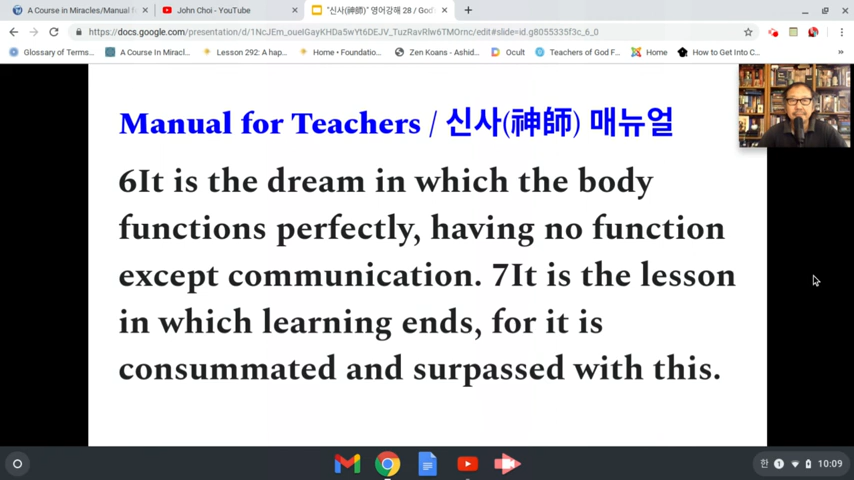 A Course in Miracles/Manual f
John Choi - YouTube
"신사(神師)" 영어강해 28 / God'
https://docs.google.com/presentation/d/1NcJEm_oueIGayKHDa5wYt6DEJV_TuzRavRlw6TMOrnc/edit#slide=id.g8055335f3c_6_0
Glossary of Terms...
A Course In Miracl...
Lesson 292: A hap...
Home • Foundatio...
Zen Koans - Ashid...
Ocult
Teachers of God F...
Home
How to Get Into C...
»
Manual for Teachers / 신사(神師) 매뉴얼
6It is the dream in which the body
functions perfectly, having no function
except communication. 7It is the lesson
in which learning ends, for it is
consummated and surpassed with this.
한 1 10:09